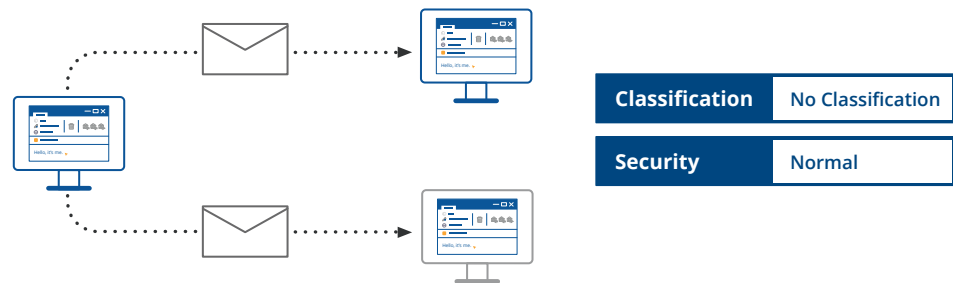 Hello, it's me.
Classification No Classification
Hello, it's me.
Security Normal
Hello, it's me.